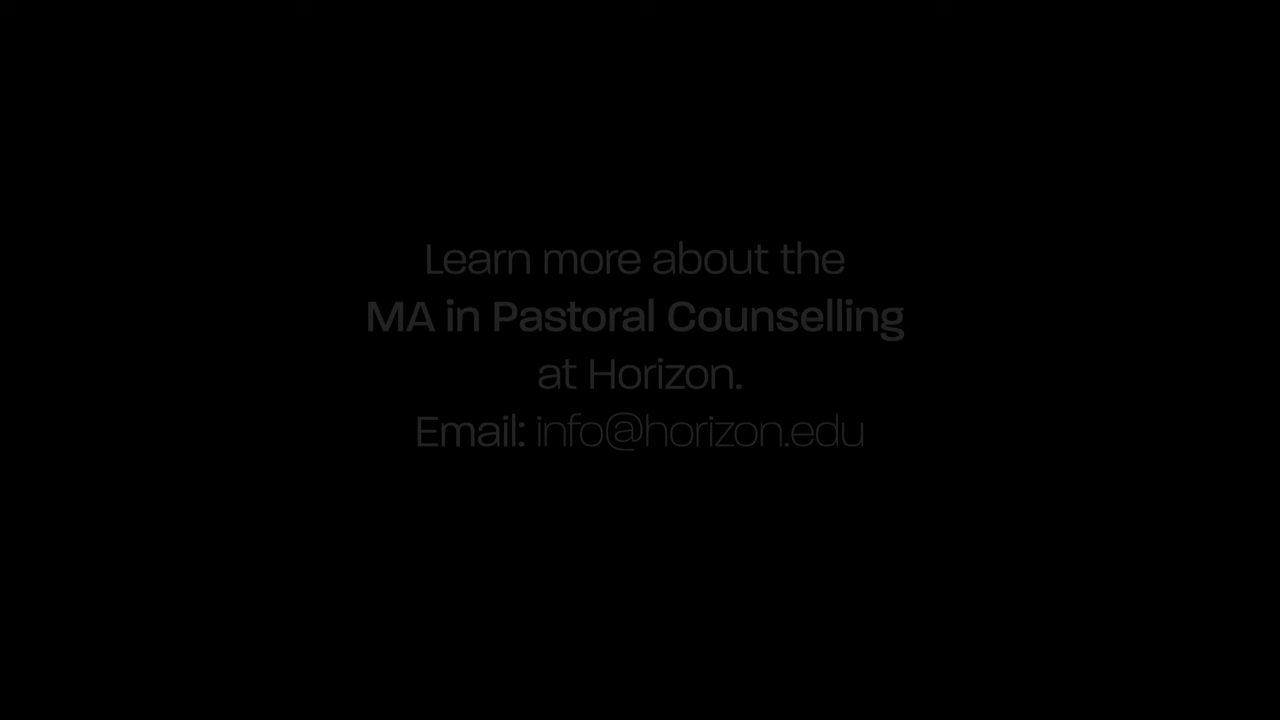 Learn more about the
MA in Pastoral Counselling
at Horizon.
Email: info@horizon.edu